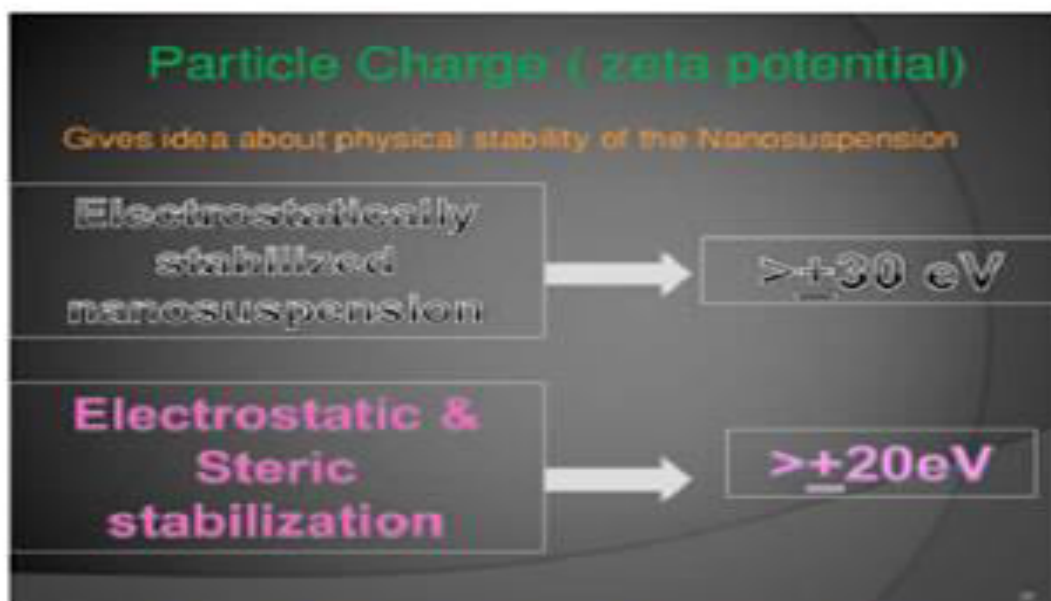 Particle Charge ( zeta potential)
Gives idea about physical stability of the Nanosuspension
Electrostatically
stabilized
nanosuspension
>±30 eV
Electrostatic &
Steric
stabilization
>±20eV